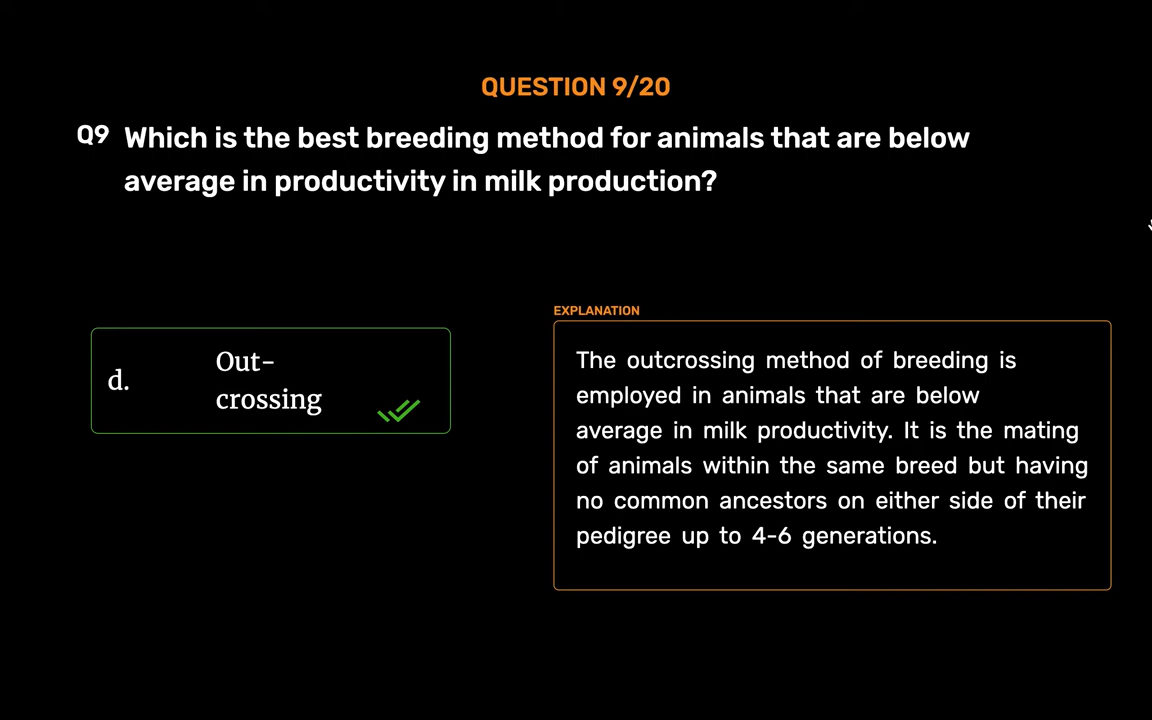 QUESTION 9/20
Q9 Which is the best breeding method for animals that are below
average in productivity in milk production?
d. Out-
crossing
EXPLANATION
The outcrossing method of breeding is
employed in animals that are below
average in milk productivity. It is the mating
of animals within the same breed but having
no common ancestors on either side of their
pedigree up to 4-6 generations.